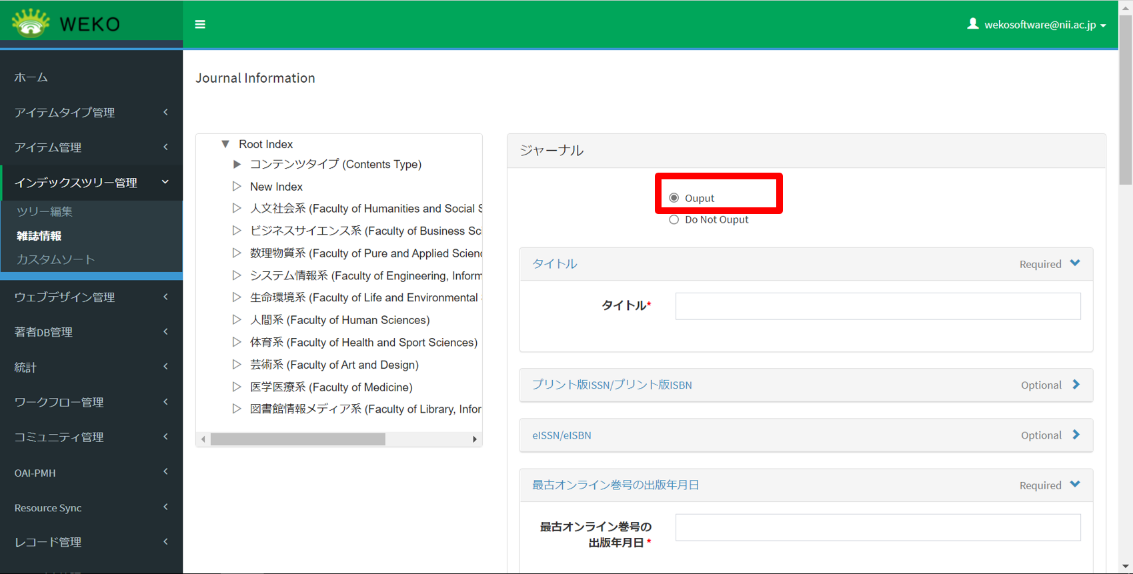 WEKO
wekosoftware@nii.ac.jp
ホーム
アイテムタイプ管理
アイテム管理
インデックスツリー管理
ツリー編集
雑誌情報
カスタムソート
ウェブデザイン管理
著者DB管理
統計
ワークフロー管理
コミュニティ管理
OAI-PMH
Resource Sync
レコード管理
Journal Information
Root Index
コンテンツタイプ (Contents Type)
New Index
人文社会系 (Faculty of Humanities and Social S
ビジネスサイエンス系 (Faculty of Business Sc
数理物質系 (Faculty of Pure and Applied Scien
システム情報系 (Faculty of Engineering, Inform
生命環境系 (Faculty of Life and Environmental
人間系 (Faculty of Human Sciences)
体育系 (Faculty of Health and Sport Sciences)
芸術系 (Faculty of Art and Design)
医学医療系 (Faculty of Medicine)
図書館情報メディア系 (Faculty of Library, Infor
ジャーナル
Ouput
Do Not Ouput
タイトル Required
タイトル*
プリント版ISSN/プリント版ISBN Optional
eISSN/eISBN Optional
最古オンライン巻号の出版年月日 Required
最古オンライン巻号の
出版年月日 *